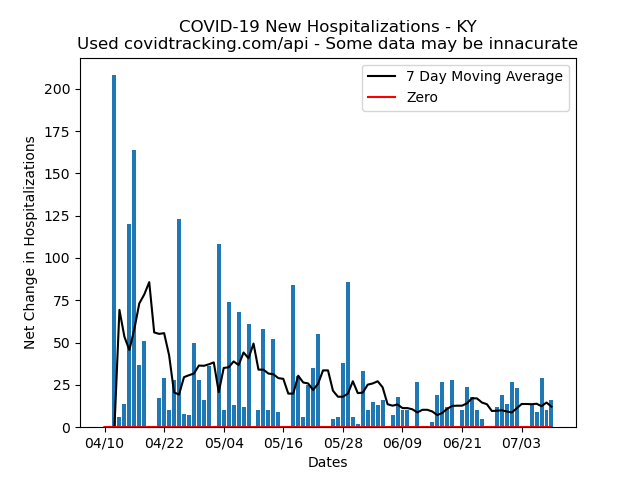 COVID-19 New Hospitalizations - KY
Used covidtracking.com/api - Some data may be innacurate
7 Day Moving Average
Zero
Net Change in Hospitalizations
200
175
150
125
100
75
50
25
0
04/10 04/22 05/04 05/16 05/28 06/09 06/21 07/03
Dates